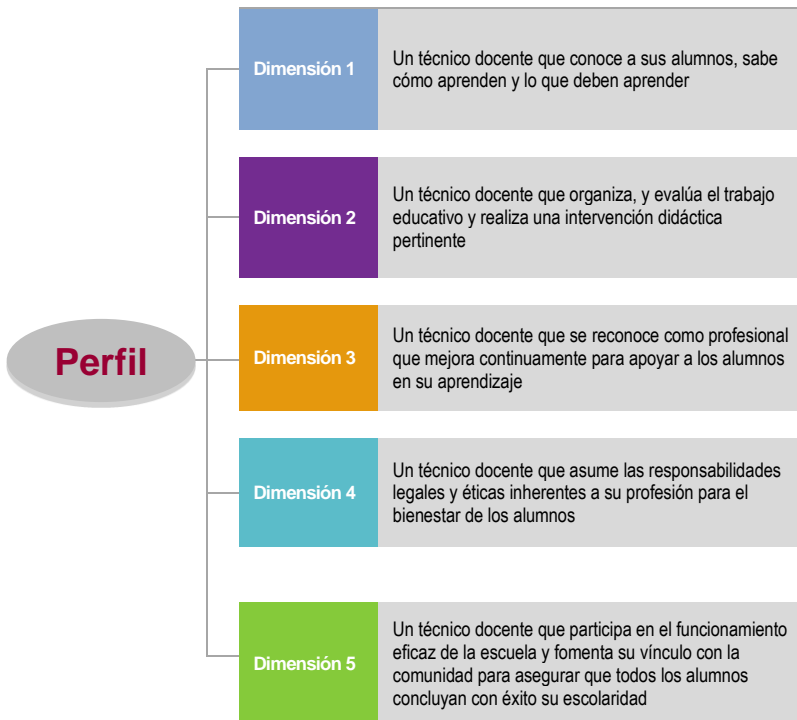 Perfil
Dimensión 1
Un técnico docente que conoce a sus alumnos, sabe
cómo aprenden y lo que deben aprender
Dimensión 2
Un técnico docente que organiza, y evalúa el trabajo
educativo y realiza una intervención didáctica
pertinente
Dimensión 3
Un técnico docente que se reconoce como profesional
que mejora continuamente para apoyar a los alumnos
en su aprendizaje
Dimensión 4
Un técnico docente que asume las responsabilidades
legales y éticas inherentes a su profesión para el
bienestar de los alumnos
Dimensión 5
Un técnico docente que participa en el funcionamiento
eficaz de la escuela y fomenta su vínculo con la
comunidad para asegurar que todos los alumnos
concluyan con éxito su escolaridad